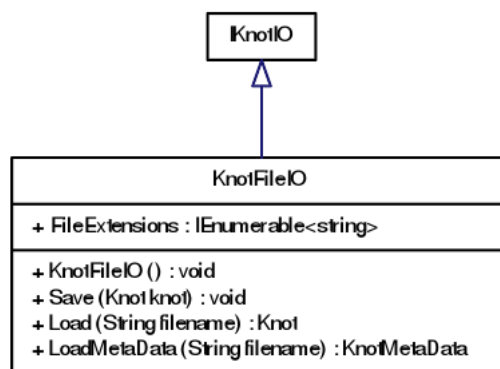 IKnotIO
KnotFileIO
+ FileExtensions : IEnumerable<string>
+ KnotFileIO () : void
+ Save (Knot knot) : void
+ Load (String filename) : Knot
+ LoadMetaData (String filename) : KnotMetaData